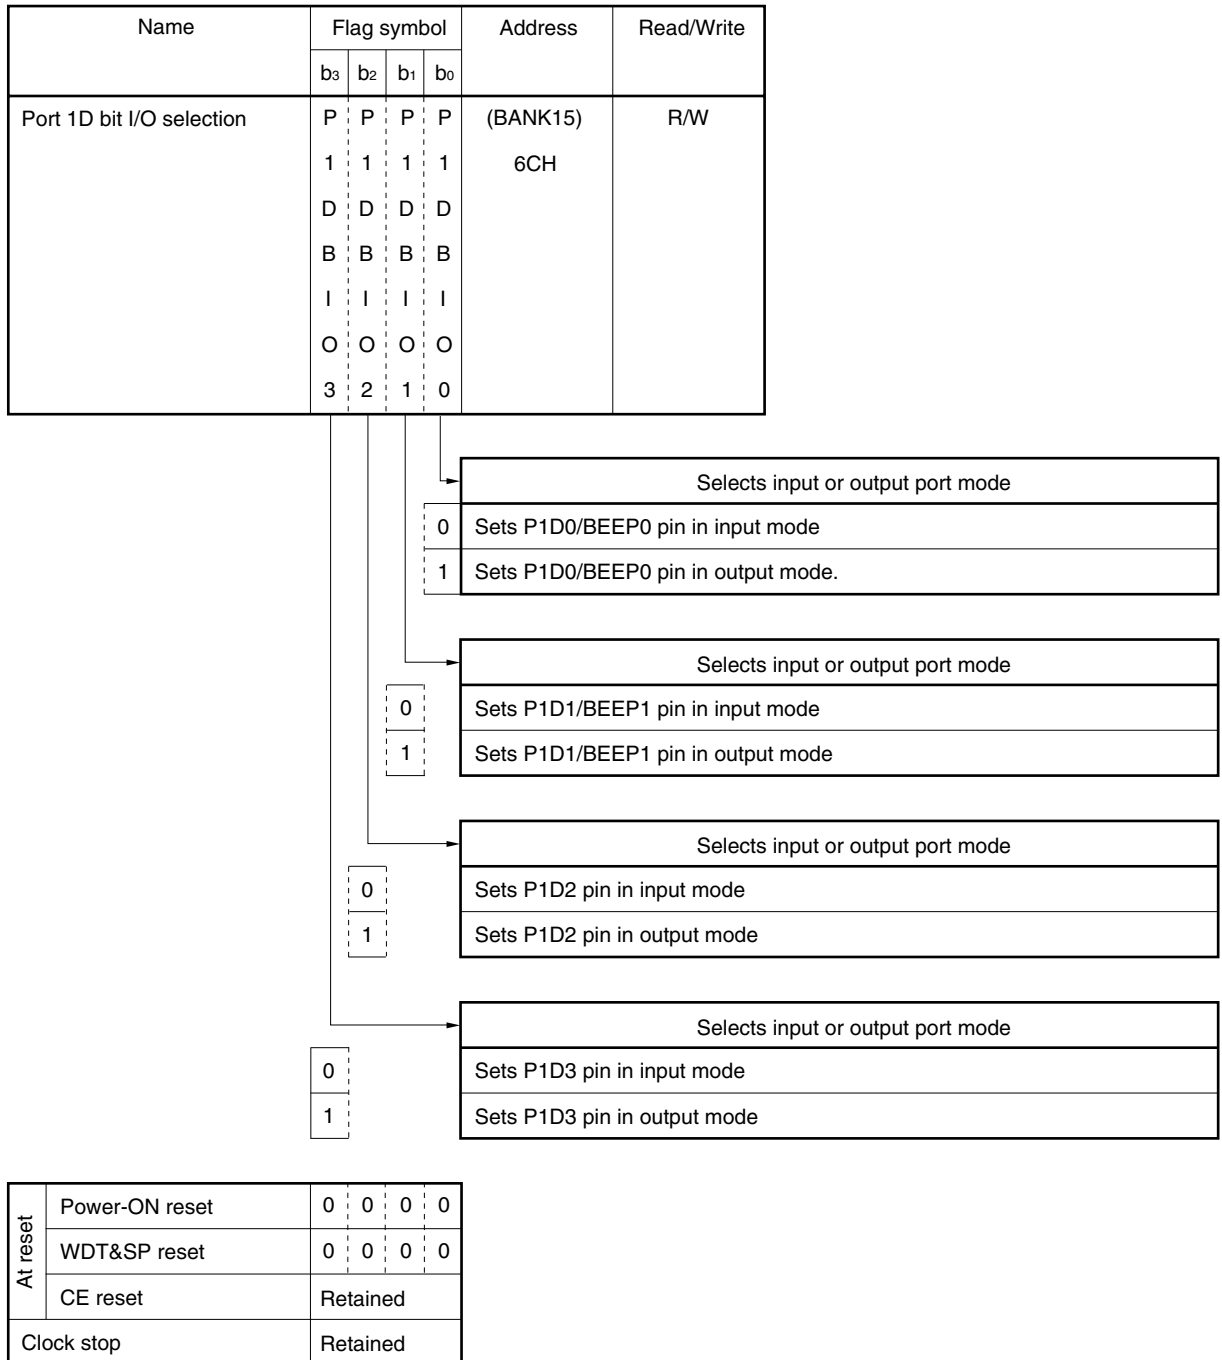 Name Flag symbol Address Read/Write
b3 b2 b1 b0
Port 1D bit I/O selection P P P P (BANK15) R/W
1 1 1 1 6CH
D D D D
B B B B
I I I I
O O O O
3 2 1 0
Selects input or output port mode
0 Sets P1D0/BEEP0 pin in input mode
1 Sets P1D0/BEEP0 pin in output mode.
Selects input or output port mode
0 Sets P1D1/BEEP1 pin in input mode
1 Sets P1D1/BEEP1 pin in output mode
Selects input or output port mode
0 Sets P1D2 pin in input mode
1 Sets P1D2 pin in output mode
Selects input or output port mode
0 Sets P1D3 pin in input mode
1 Sets P1D3 pin in output mode
At reset
Power-ON reset 0 0 0 0
WDT&SP reset 0 0 0 0
CE reset Retained
Clock stop Retained